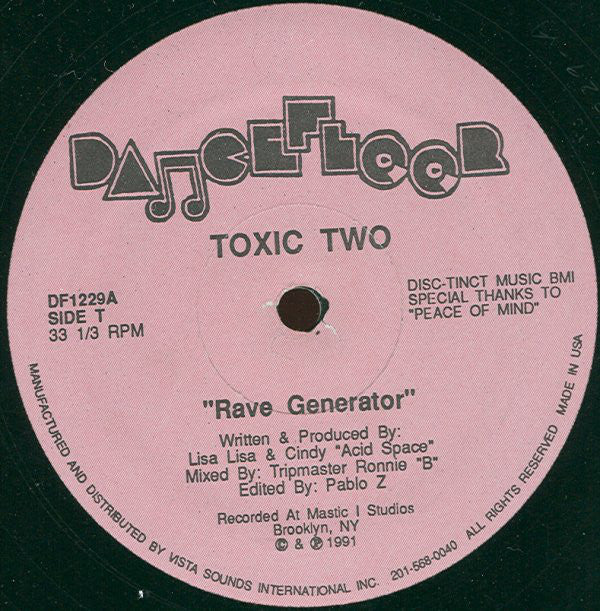 DANCEFLOOR
TOXIC TWO
DF1229A
SIDE T
33 1/3 RPM
DISC-TINCT MUSIC BMI
SPECIAL THANKS TO
"PEACE OF MIND"
"Rave Generator"
Written & Produced By:
Lisa Lisa & Cindy "Acid Space"
Mixed By: Tripmaster Ronnie "B"
Edited By: Pablo Z
Recorded At Mastic I Studios
Brooklyn, NY
© & ℗ 1991
MANUFACTURED AND DISTRIBUTED BY VISTA SOUNDS INTERNATIONAL INC. 201-568-0040 ALL RIGHTS RESERVED MADE IN USA